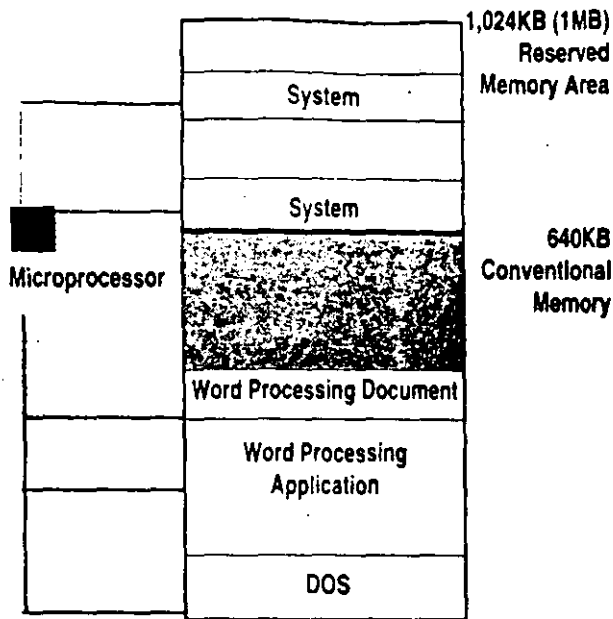 1,024KB (1MB)
Reserved
Memory Area
System
System
640KB
Conventional
Memory
Microprocessor
Word Processing Document
Word Processing
Application
DOS